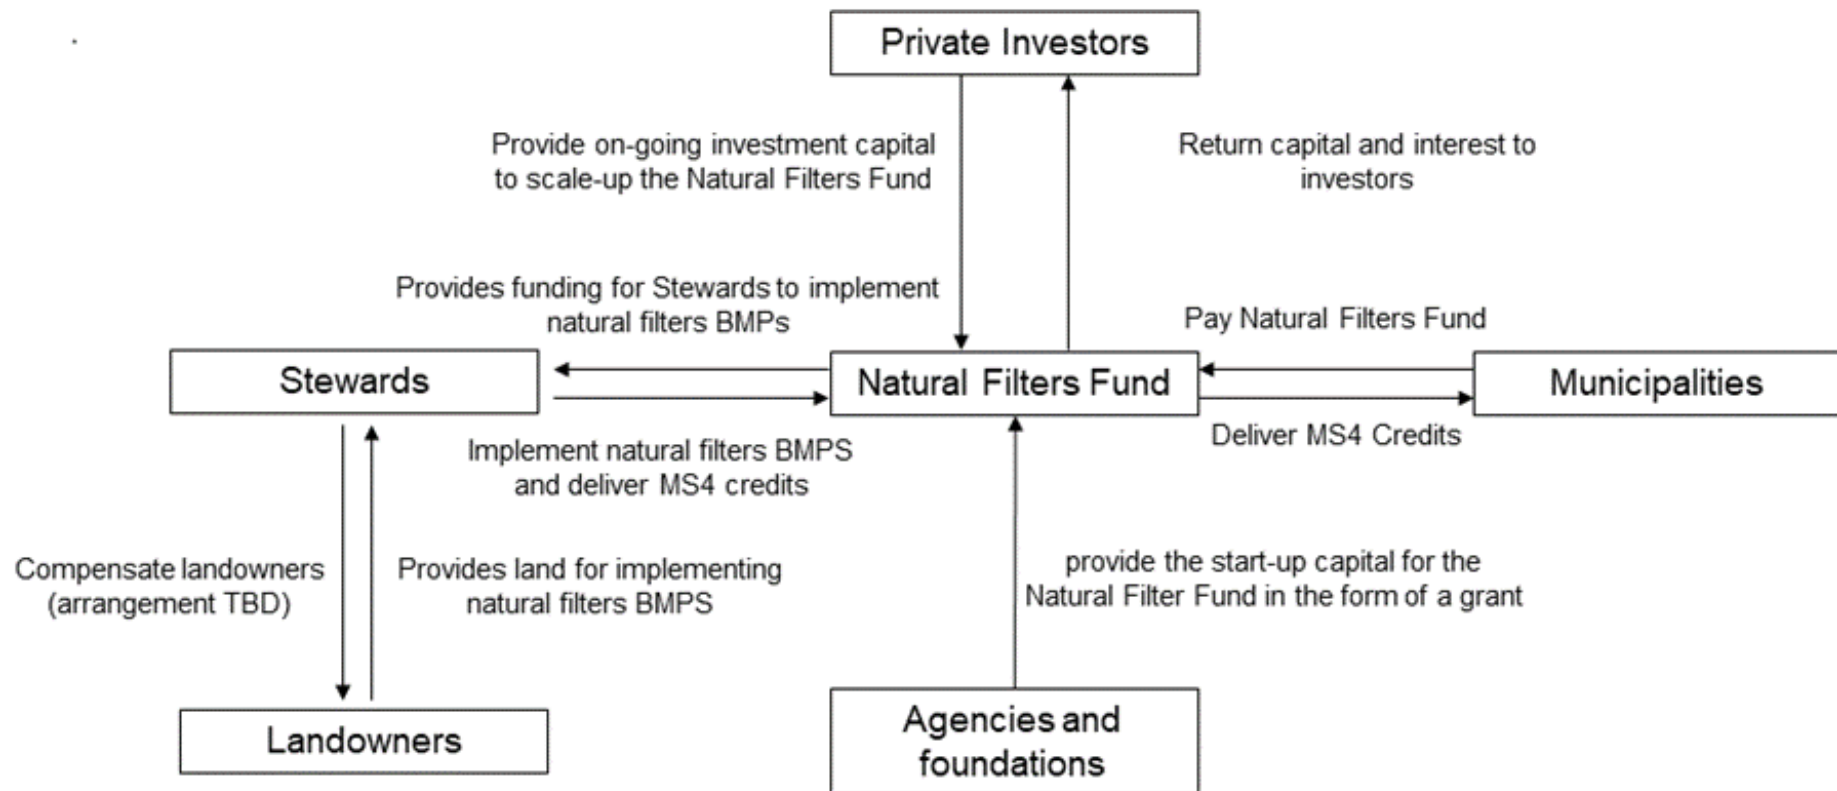 Private Investors
Provide on-going investment capital
to scale-up the Natural Filters Fund
Return capital and interest to
investors
Provides funding for Stewards to implement
natural filters BMPs
Pay Natural Filters Fund
Stewards
Natural Filters Fund
Municipalities
Implement natural filters BMPS
and deliver MS4 credits
Deliver MS4 Credits
Compensate landowners
(arrangement TBD)
Provides land for implementing
natural filters BMPS
provide the start-up capital for the
Natural Filter Fund in the form of a grant
Landowners
Agencies and
foundations